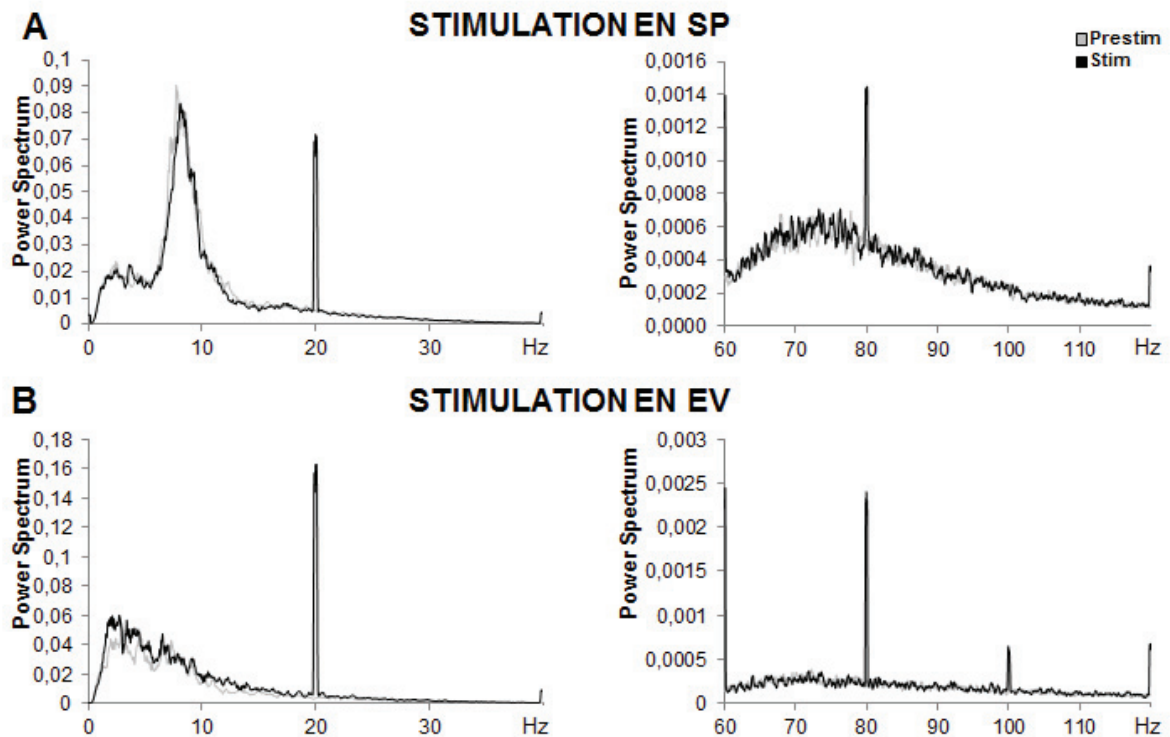 A
STIMULATION EN SP
Prestim
Stim
Power Spectrum
0,1
0,09
0,08
0,07
0,06
0,05
0,04
0,03
0,02
0,01
0
0 10 20 30 Hz
Power Spectrum
0,0016
0,0014
0,0012
0,0010
0,0008
0,0006
0,0004
0,0002
0,0000
60 70 80 90 100 110 Hz
B
STIMULATION EN EV
Power Spectrum
0,18
0,16
0,14
0,12
0,1
0.08
0.06
0.04
0.02
0
0 10 20 30 Hz
Power Spectrum
0,003
0,0025
0,002
0,0015
0,001
0,0005
0
60 70 80 90 100 110 Hz